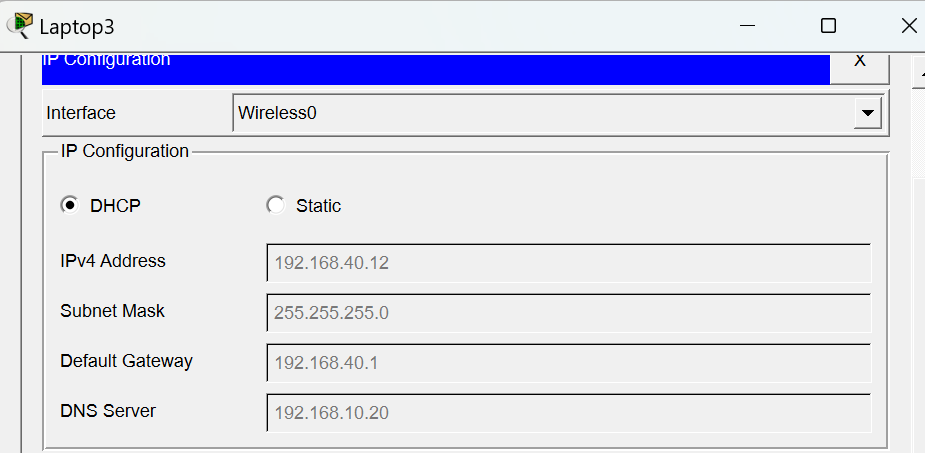 Laptop3
IP Configuration X
Interface Wireless0
IP Configuration
DHCP Static
IPv4 Address 192.168.40.12
Subnet Mask 255.255.255.0
Default Gateway 192.168.40.1
DNS Server 192.168.10.20